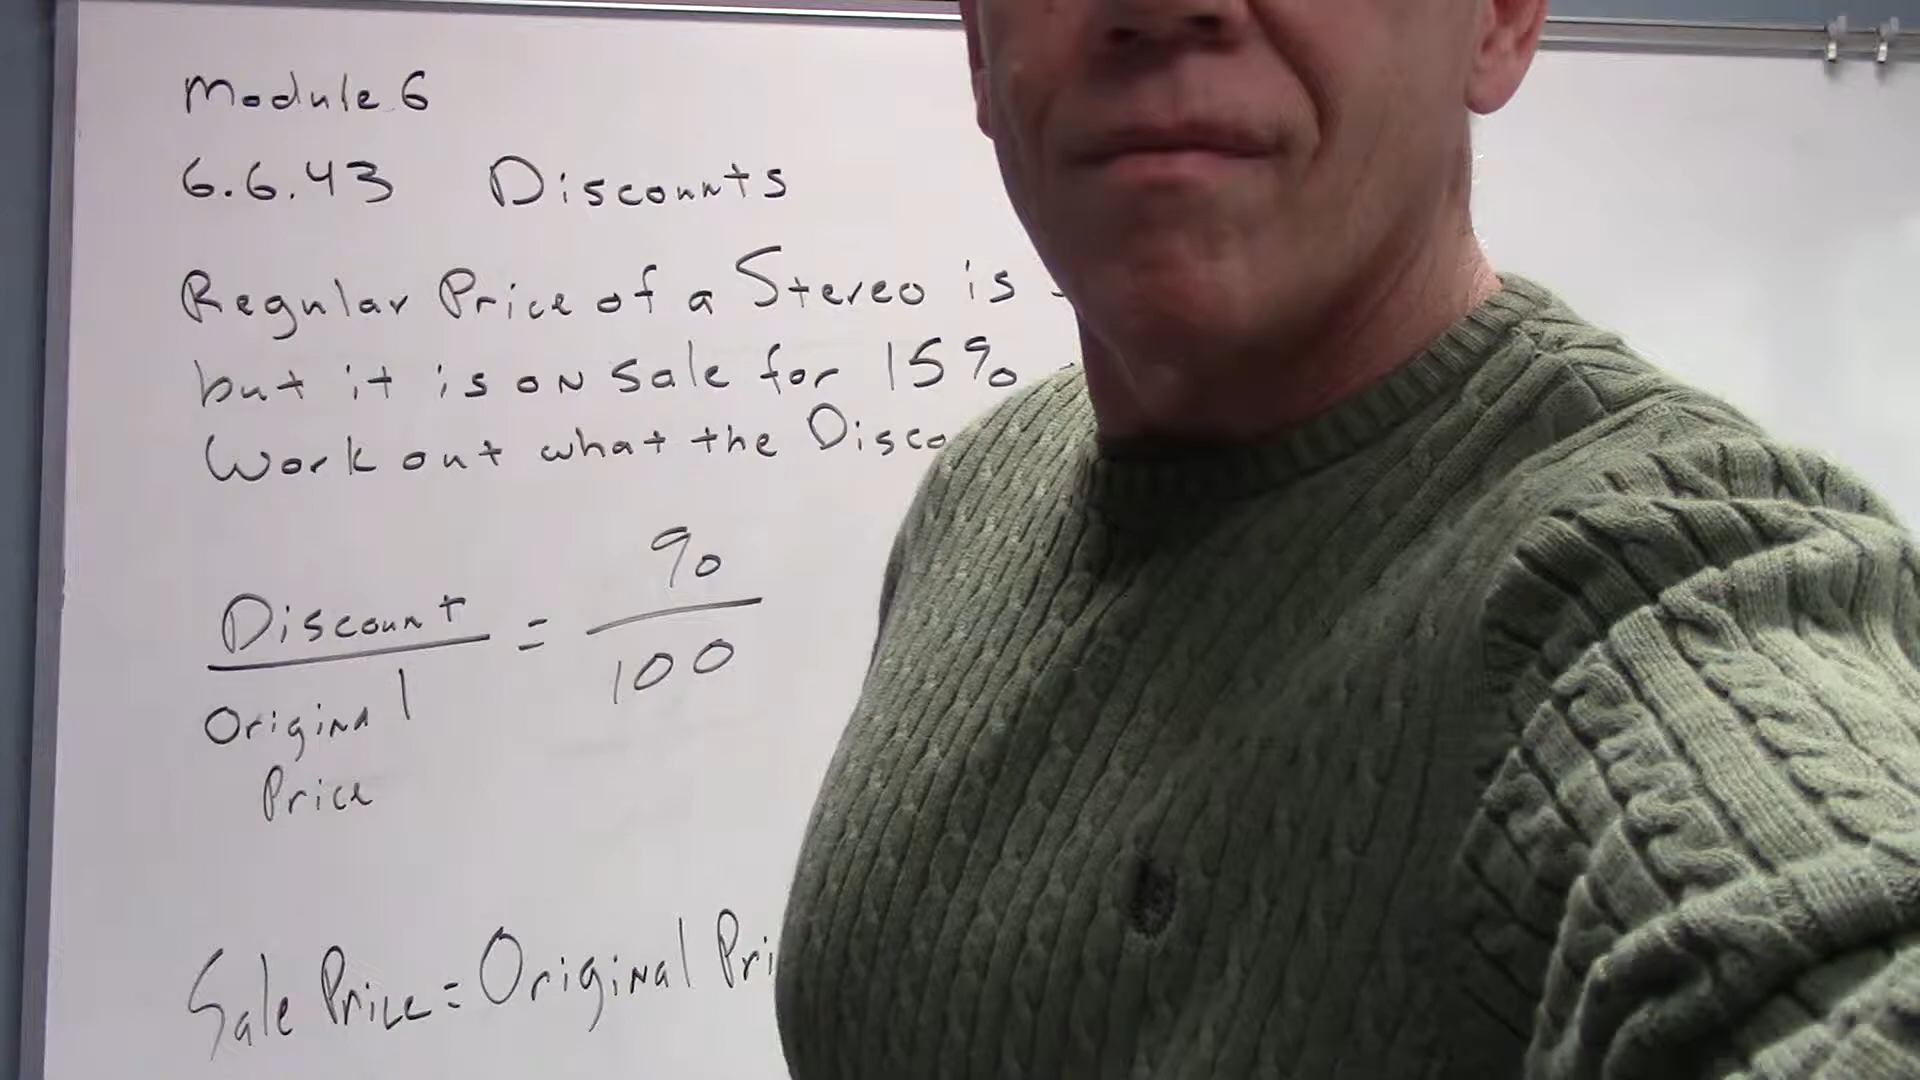 Module 6
6.6.43 Discounts
Regular Price of a Stereo is
but it is on sale for 15%
Work out what the Disco
Discount
Original
Price
=
%
100
Sale Price = Original Pri